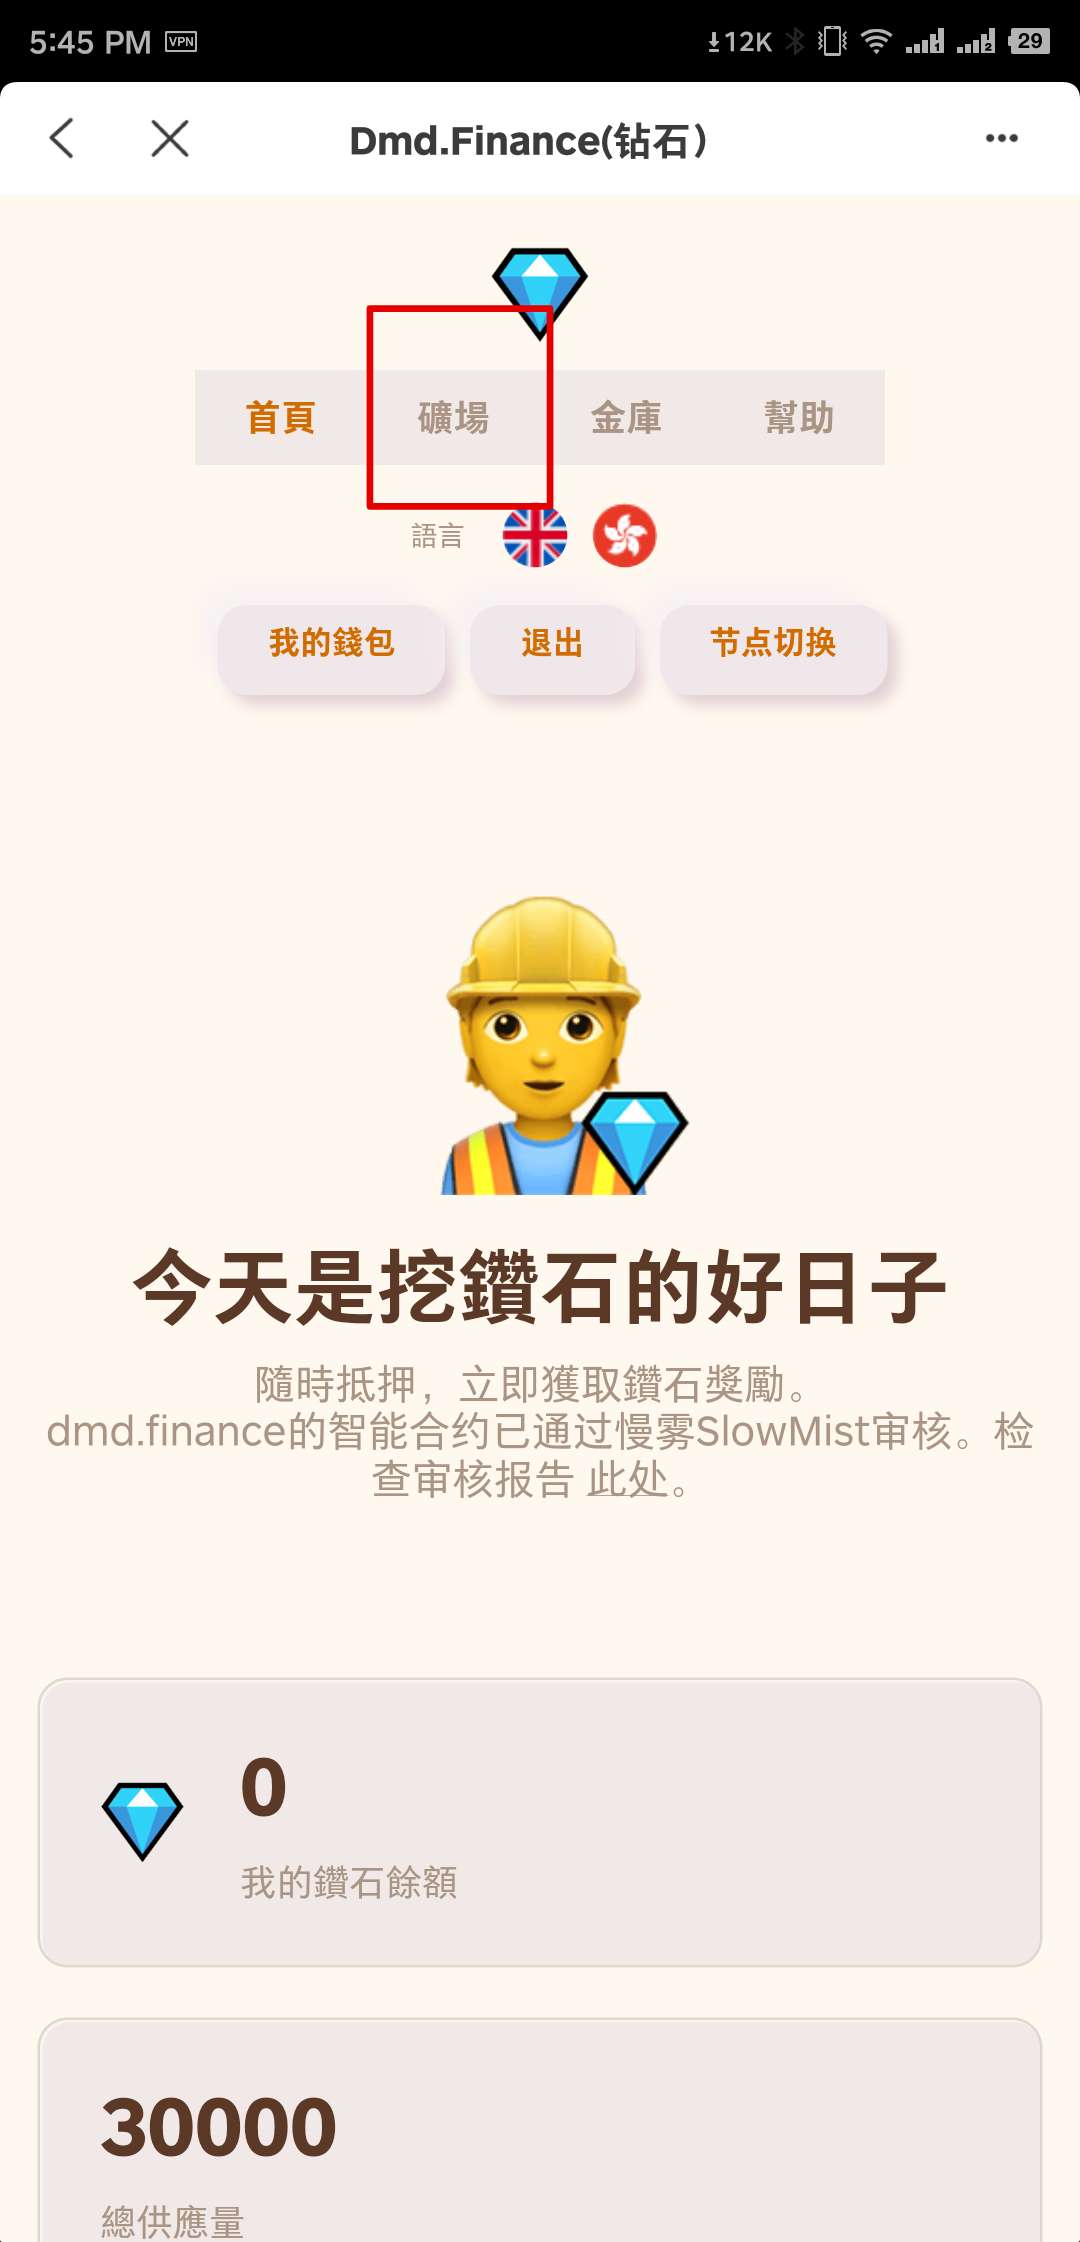 5:45 PM VPN 12K 1 2 29
Dmd.Finance(钻石）
首頁 礦場 金庫 幫助
語言
我的錢包 退出 节点切换
今天是挖鑽石的好日子
隨時抵押，立即獲取鑽石獎勵。
dmd.finance的智能合约已通过慢雾SlowMist审核。检
查审核报告 此处。
0
我的鑽石餘額
30000
總供應量